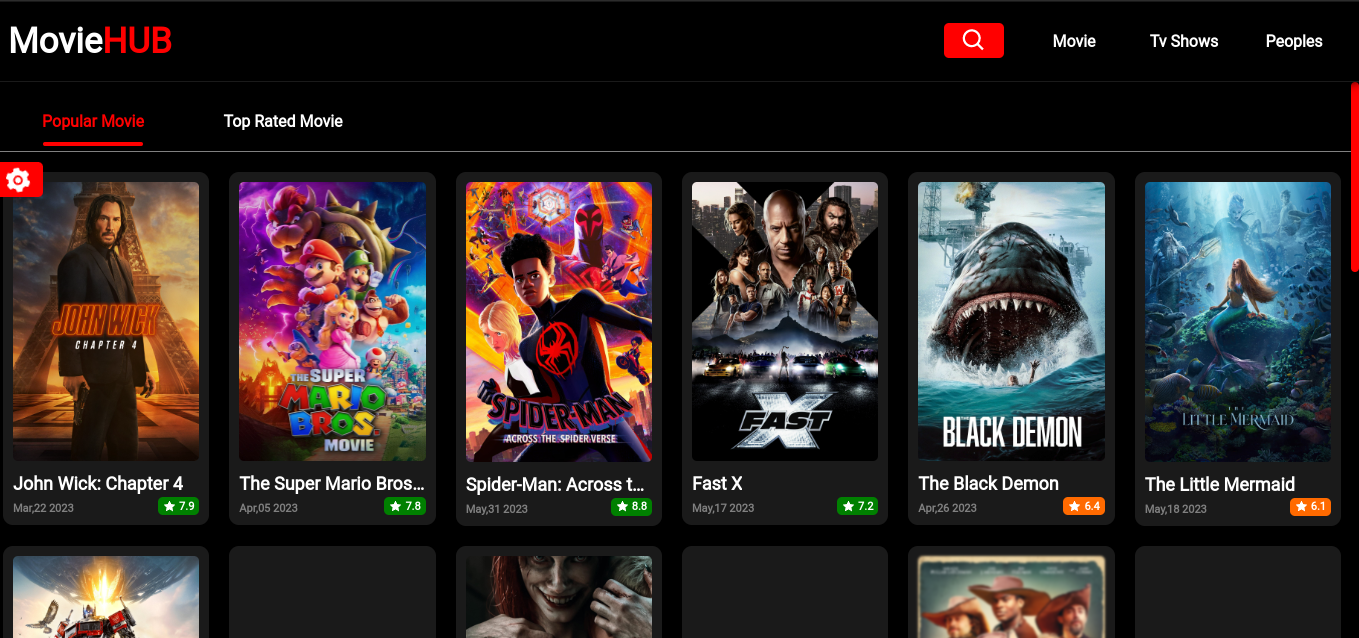 MovieHUB
Movie
Tv Shows
Peoples
Popular Movie
Top Rated Movie
JOHN WICK
CHAPTER 4
THE SUPER
MARIO
BROS.
MOVIE
SPIDER-MAN
ACROSS THE SPIDER-VERSE
FAST
X
BLACK DEMON
THE
LITTLE MERMAID
John Wick: Chapter 4
Mar,22 2023
7.9
The Super Mario Bros...
Apr,05 2023
7.8
Spider-Man: Across t...
May,31 2023
8.8
Fast X
May,17 2023
7.2
The Black Demon
Apr,26 2023
6.4
The Little Mermaid
May,18 2023
6.1